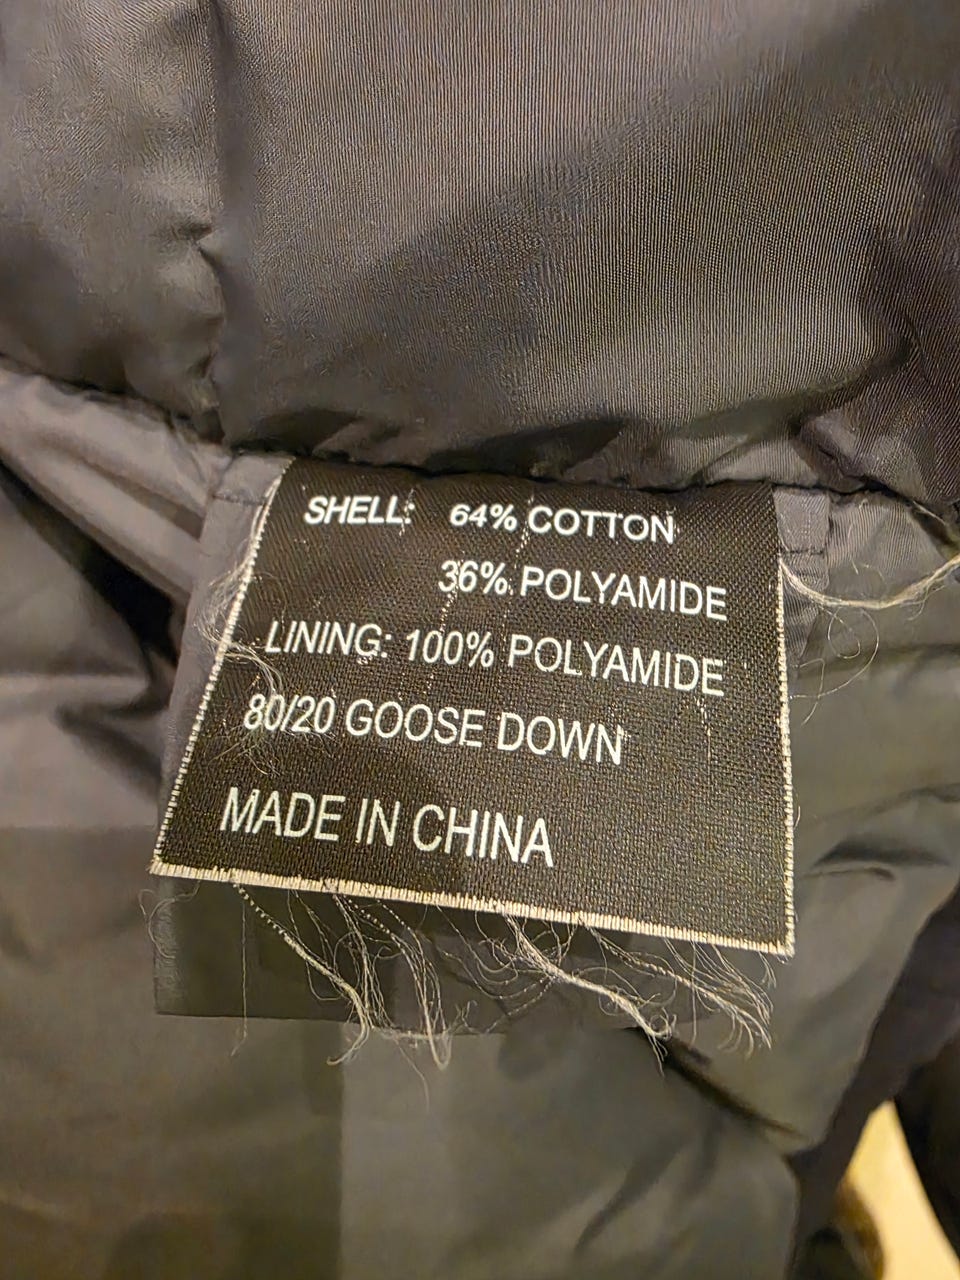 SHELL: 64% COTTON
36% POLYAMIDE
LINING: 100% POLYAMIDE
80/20 GOOSE DOWN
MADE IN CHINA